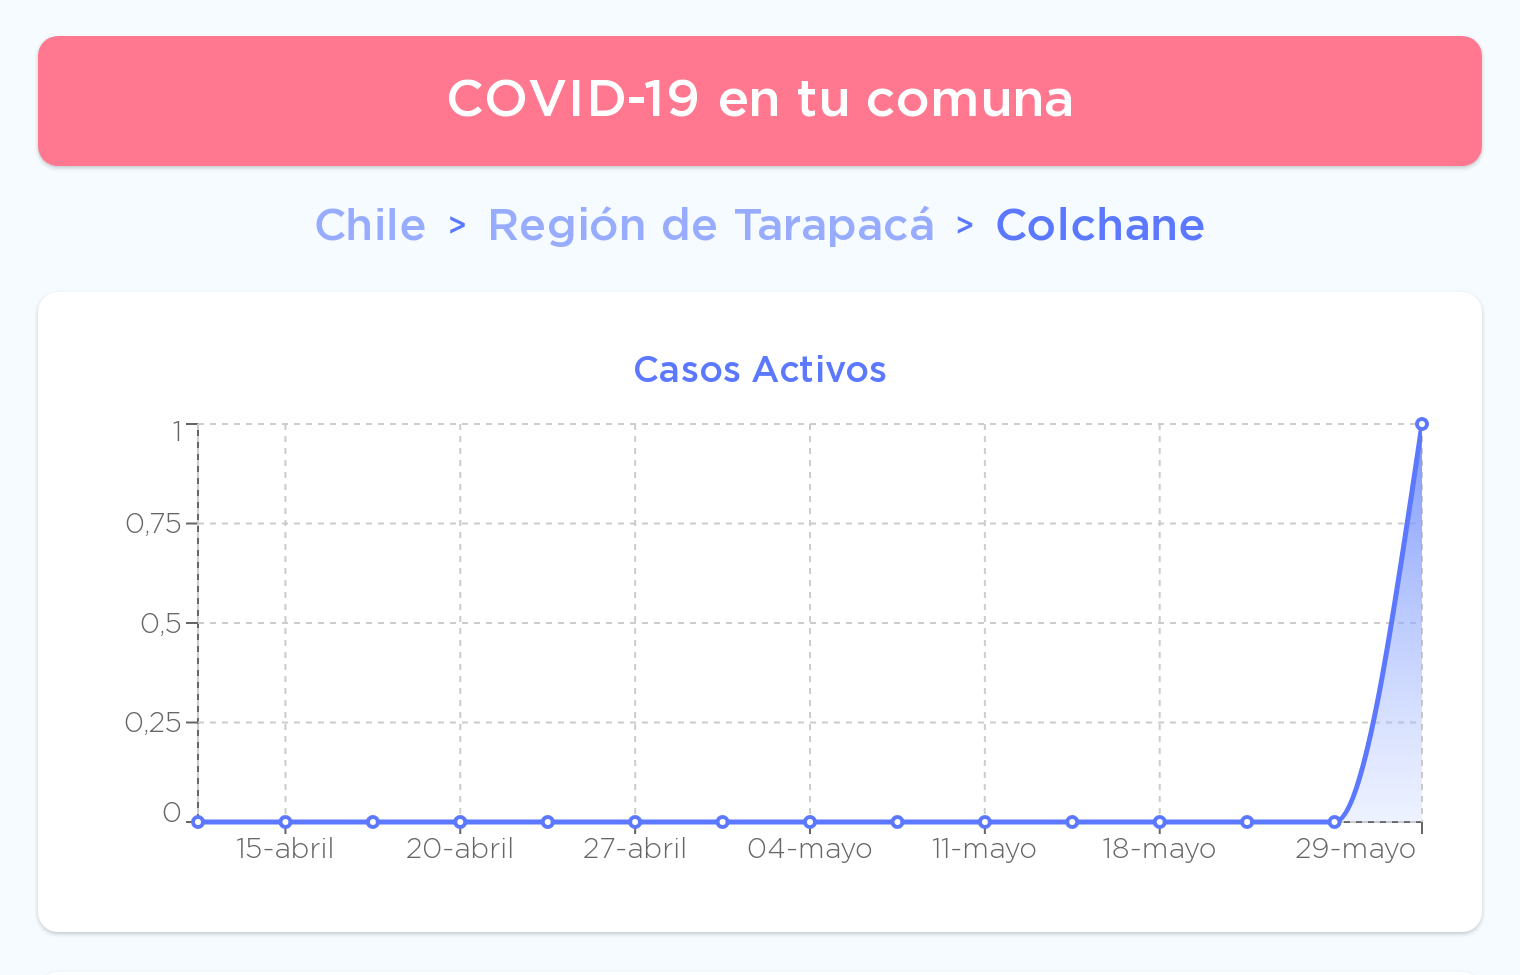 COVID-19 en tu comuna
Chile > Región de Tarapacá > Colchane
Casos Activos
1
0,75
0,5
0,25
0
15-abril 20-abril 27-abril 04-mayo 11-mayo 18-mayo 29-mayo